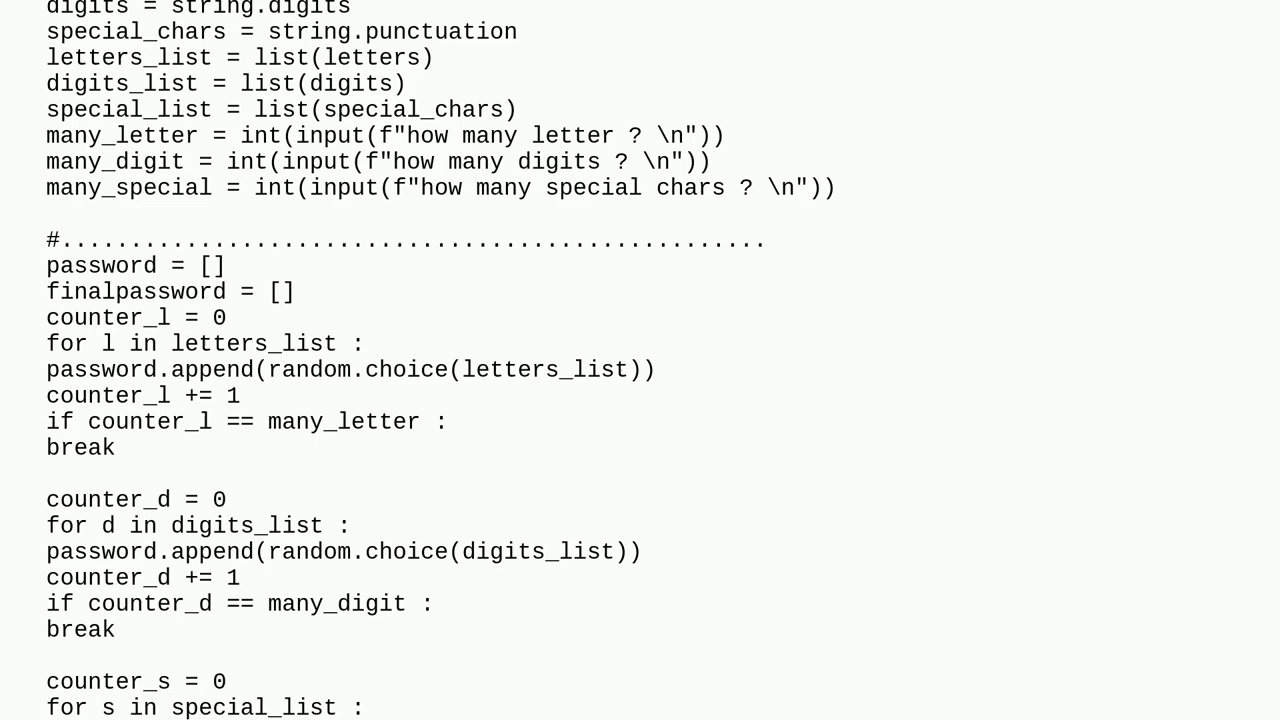 digits = string.digits
special_chars = string.punctuation
letters_list = list(letters)
digits_list = list(digits)
special_list = list(special_chars)
many_letter = int(input(f"how many letter ? \n"))
many_digit = int(input(f"how many digits ? \n"))
many_special = int(input(f"how many special chars ? \n"))

#...................................................
password = []
finalpassword = []
counter_l = 0
for l in letters_list :
password.append(random.choice(letters_list))
counter_l += 1
if counter_l == many_letter :
break

counter_d = 0
for d in digits_list :
password.append(random.choice(digits_list))
counter_d += 1
if counter_d == many_digit :
break

counter_s = 0
for s in special_list :